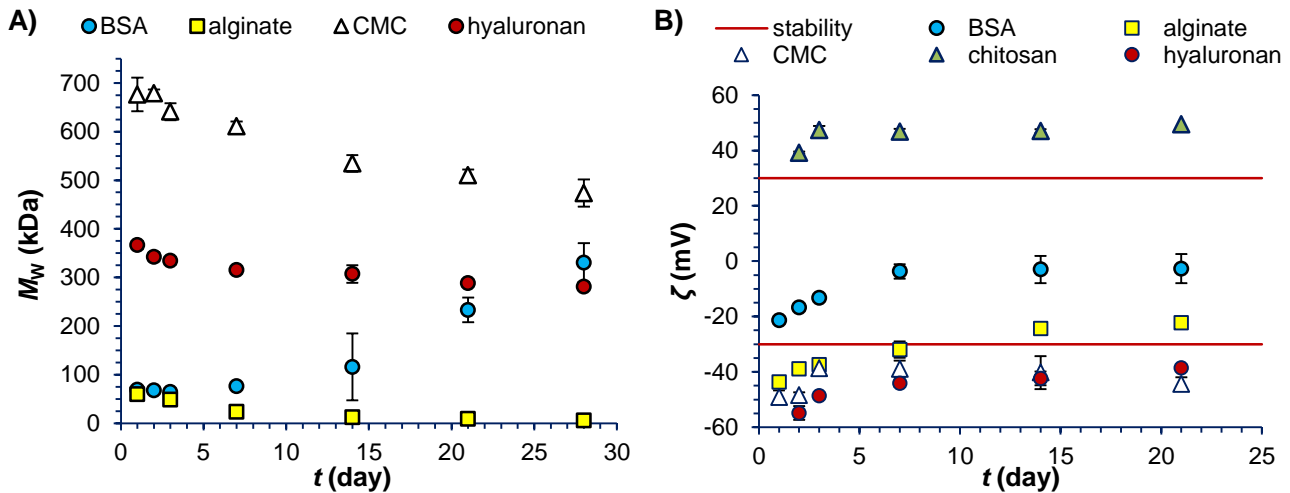 A)
BSA alginate CMC hyaluronan
700
600
500
400
300
200
100
0
0 5 10 15 20 25 30
M_W (kDa)
t (day)
B)
stability BSA alginate
CMC chitosan hyaluronan
60
40
20
0
-20
-40
-60
0 5 10 15 20 25
ζ (mV)
t (day)